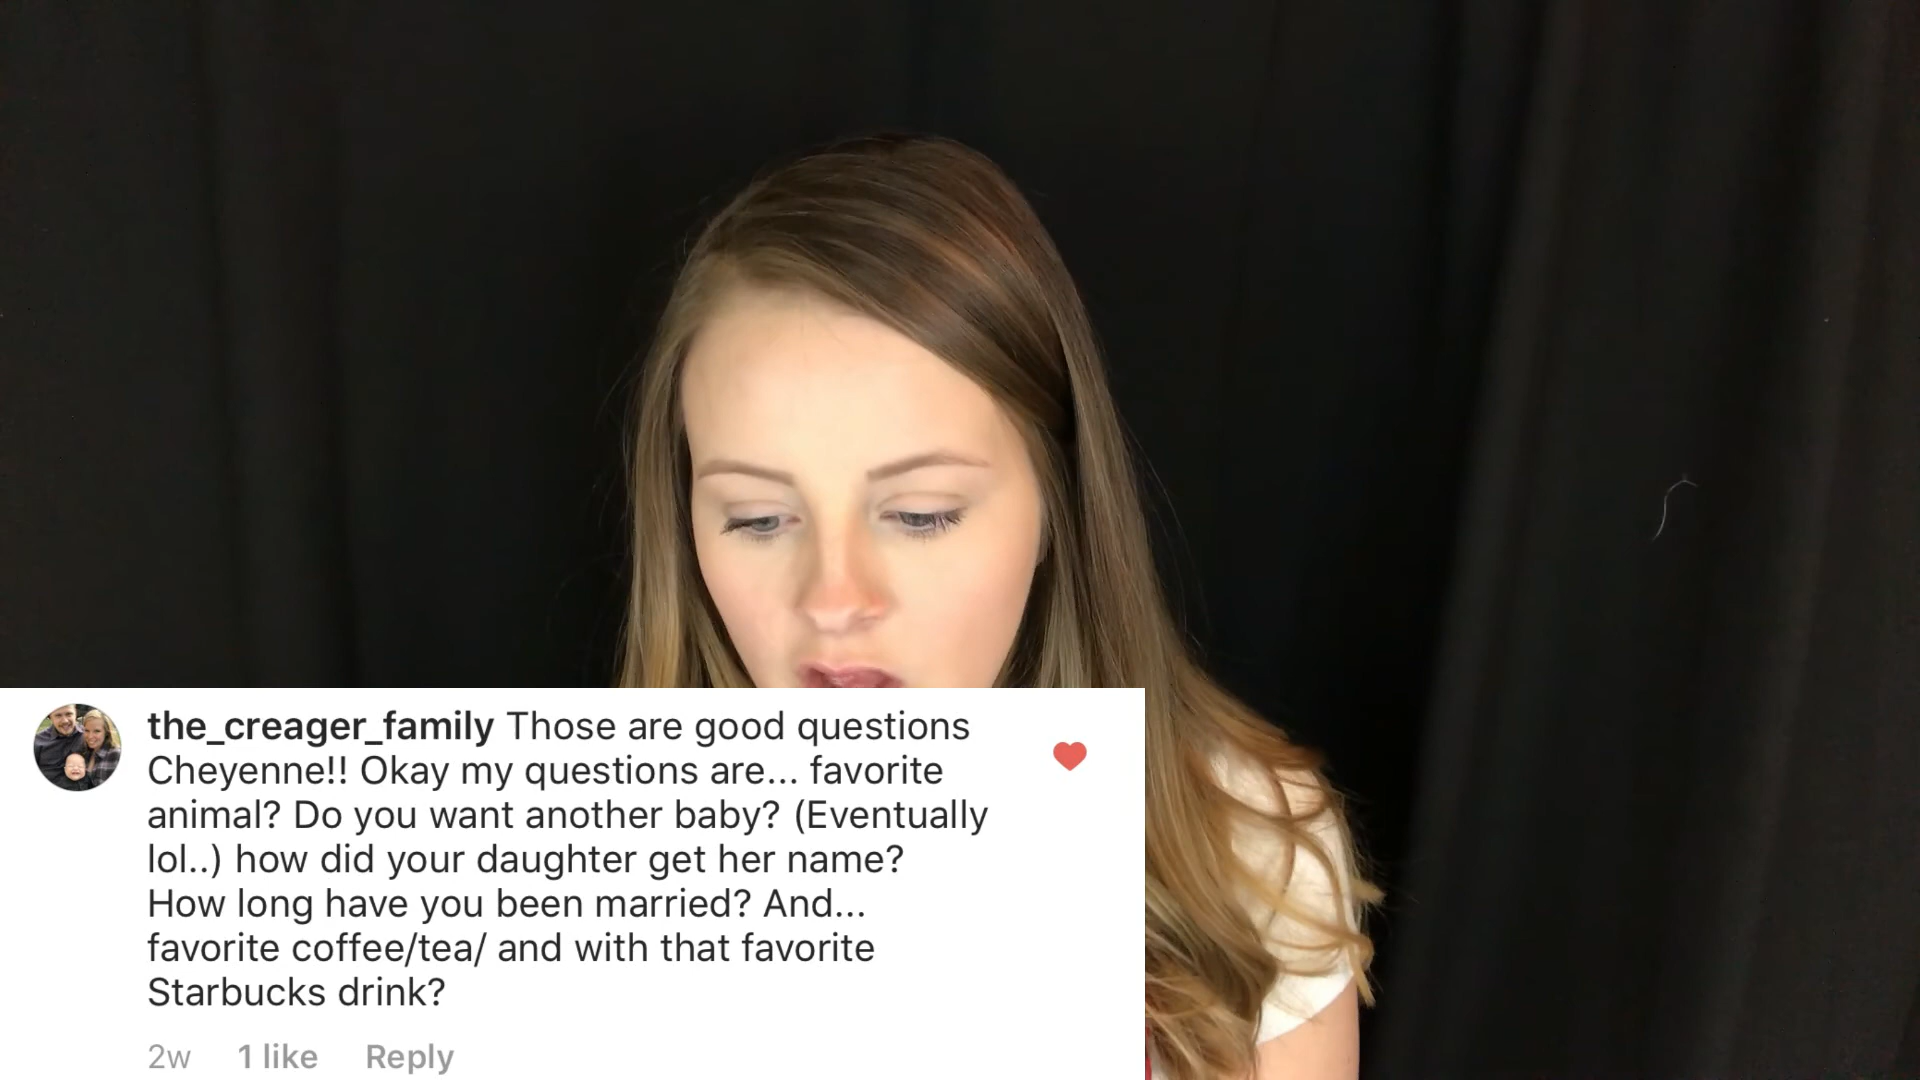 the_creager_family Those are good questions
Cheyenne!! Okay my questions are... favorite
animal? Do you want another baby? (Eventually
lol..) how did your daughter get her name?
How long have you been married? And...
favorite coffee/tea/ and with that favorite
Starbucks drink?
2w 1 like Reply